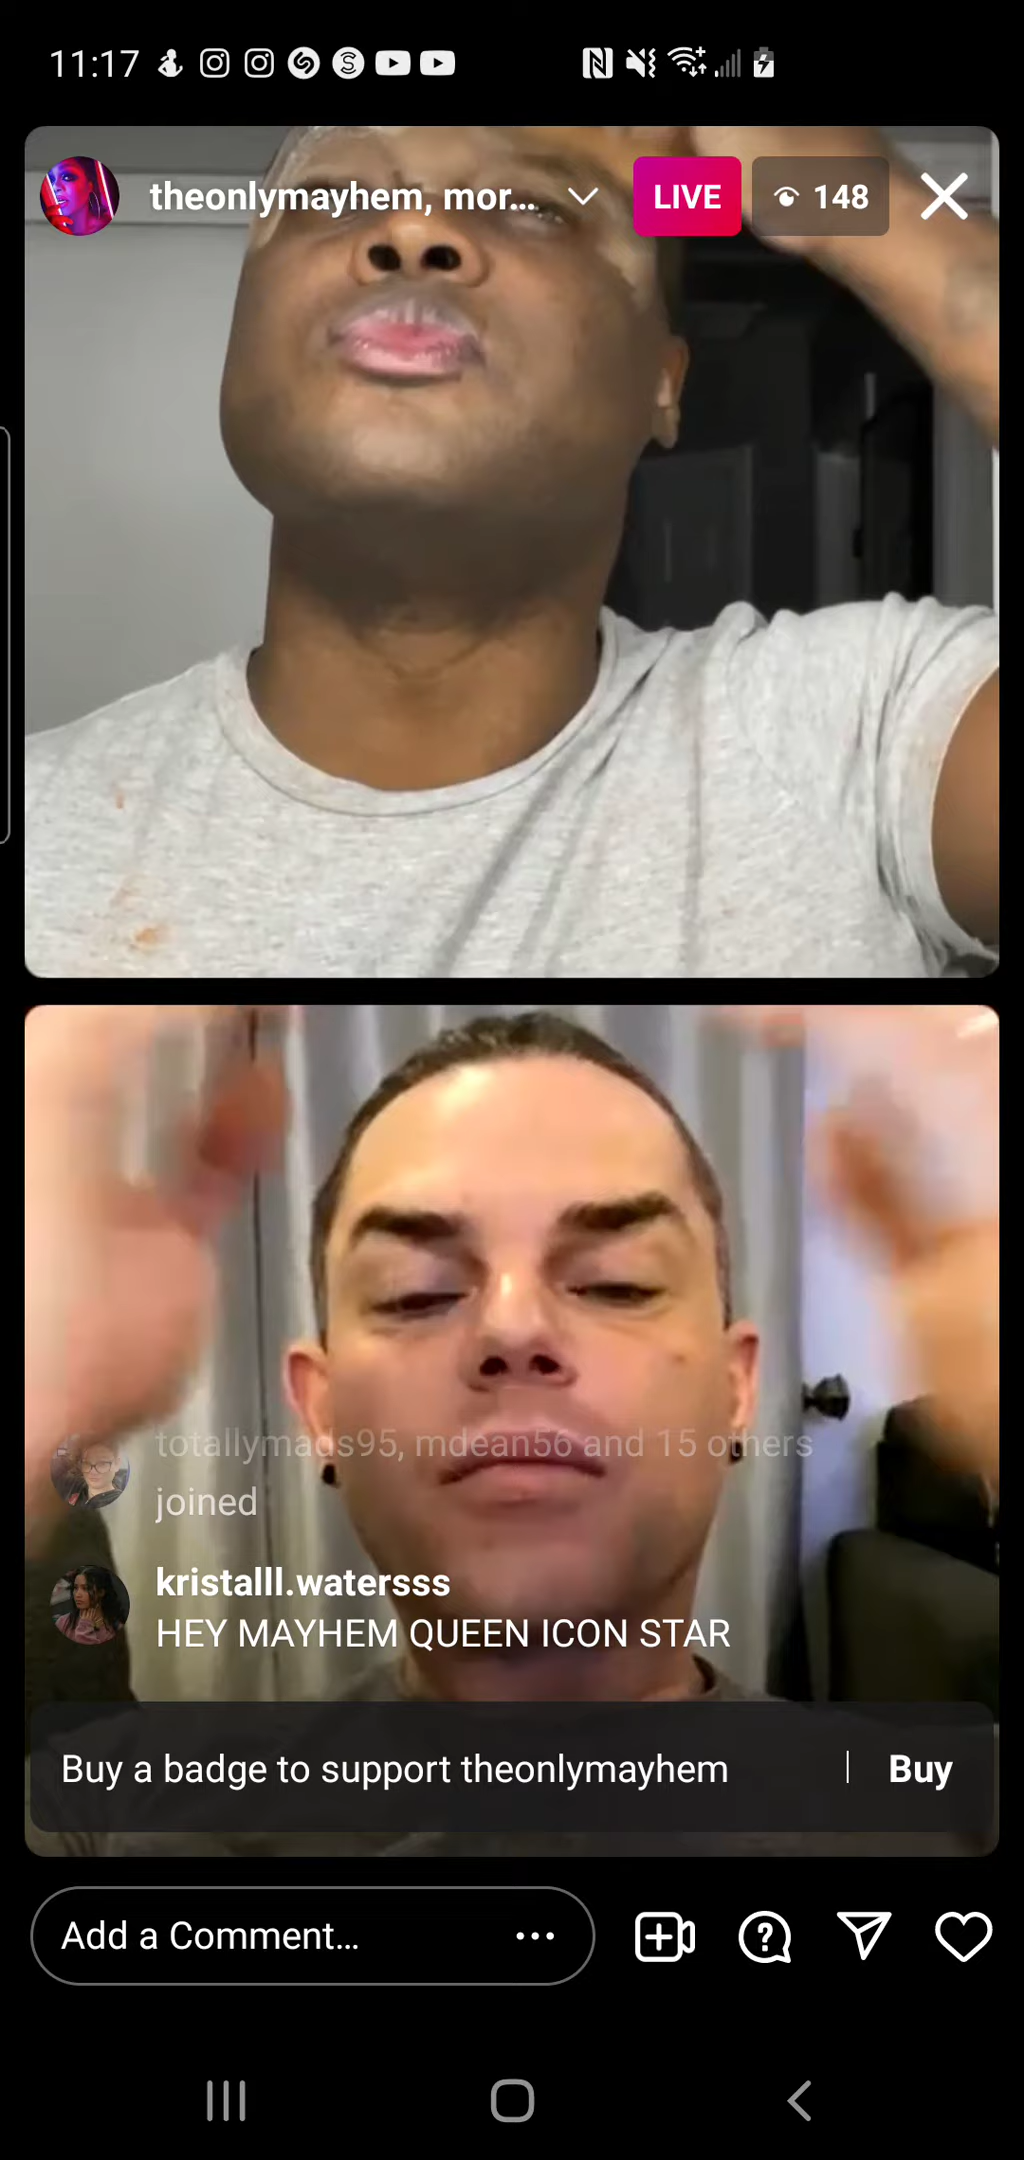 11:17
theonlymayhem, mor...
LIVE
148
totallymads95, mdean56 and 15 others
joined
kristalll.watersss
HEY MAYHEM QUEEN ICON STAR
Buy a badge to support theonlymayhem | Buy
Add a Comment...